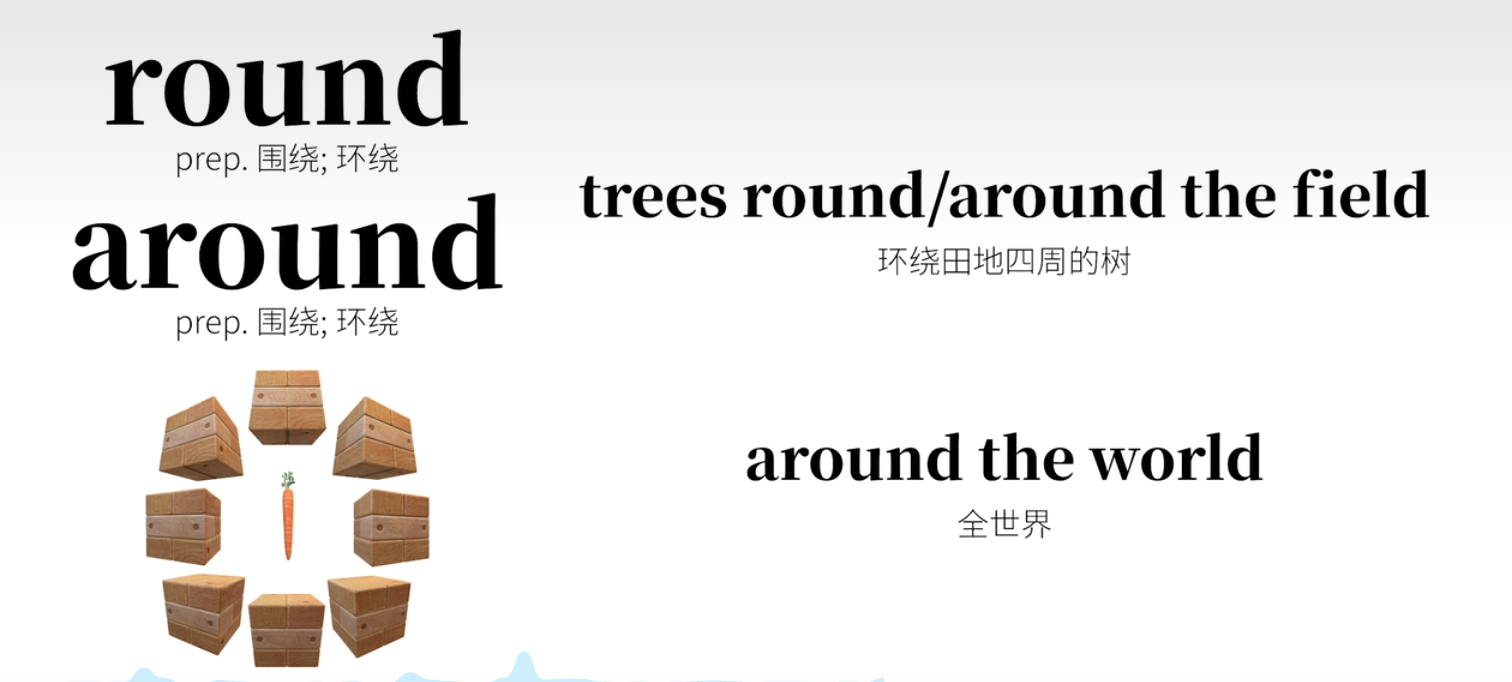 round
prep. 围绕; 环绕
around
prep. 围绕; 环绕
trees round/around the field
环绕田地四周的树
around the world
全世界